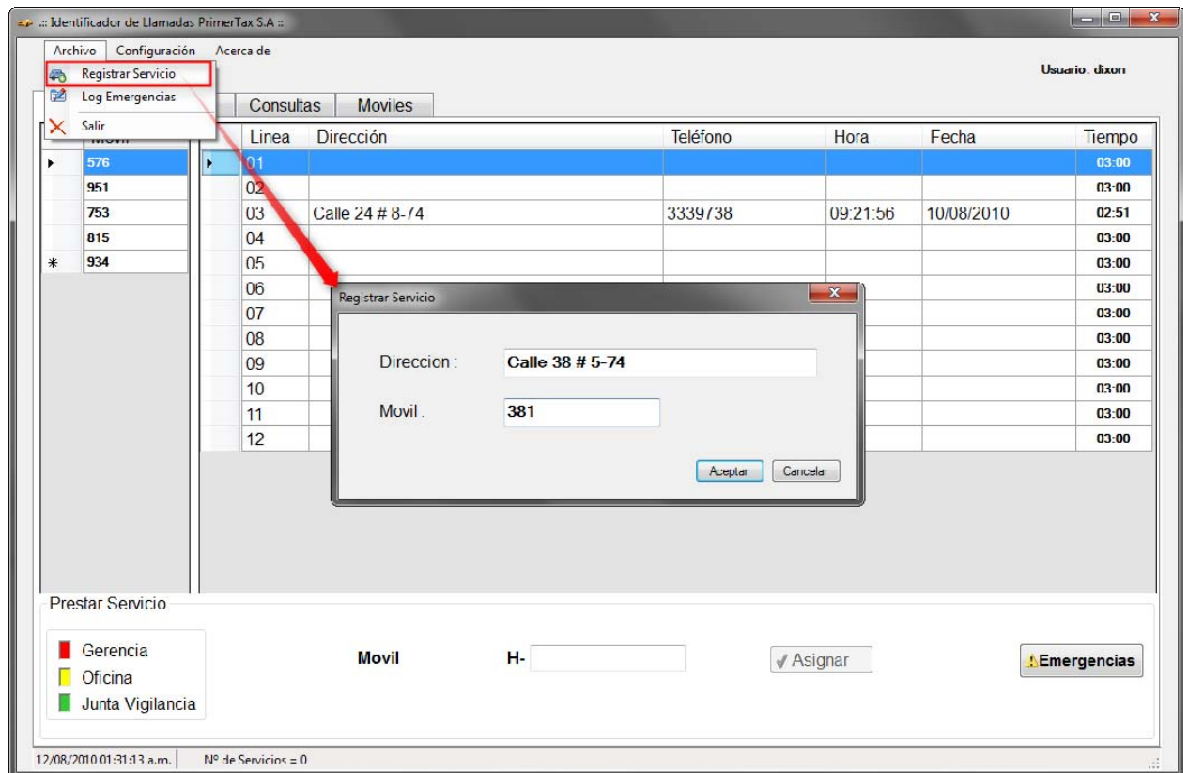 .:: Identificador de Llamadas PrimerTax S.A ::.
Archivo Configuración Acerca de
Registrar Servicio
Log Emergencias
Salir
Usuario: dixon
Consultas Moviles
Linea Dirección Teléfono Hora Fecha Tiempo
576 01 03:00
951 02 03:00
753 03 Calle 24 # 8-74 3339738 09:21:56 10/08/2010 02:51
815 04 03:00
934 05 03:00
06 03:00
07 03:00
08 03:00
09 03:00
10 03:00
11 03:00
12 03:00
Registrar Servicio
Direccion : Calle 38 # 5-74
Movil : 381
Aceptar Cancelar
Prestar Servicio
Gerencia
Oficina
Junta Vigilancia
Movil H- Asignar
Emergencias
12/08/2010 01:31:13 a.m. Nº de Servicios = 0